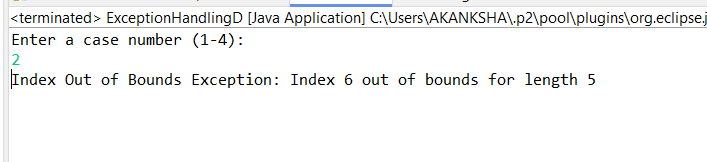 <terminated> ExceptionHandlingD [Java Application] C:\Users\AKANKSHA\.p2\pool\plugins\org.eclipse.j
Enter a case number (1-4):
2
Index Out of Bounds Exception: Index 6 out of bounds for length 5